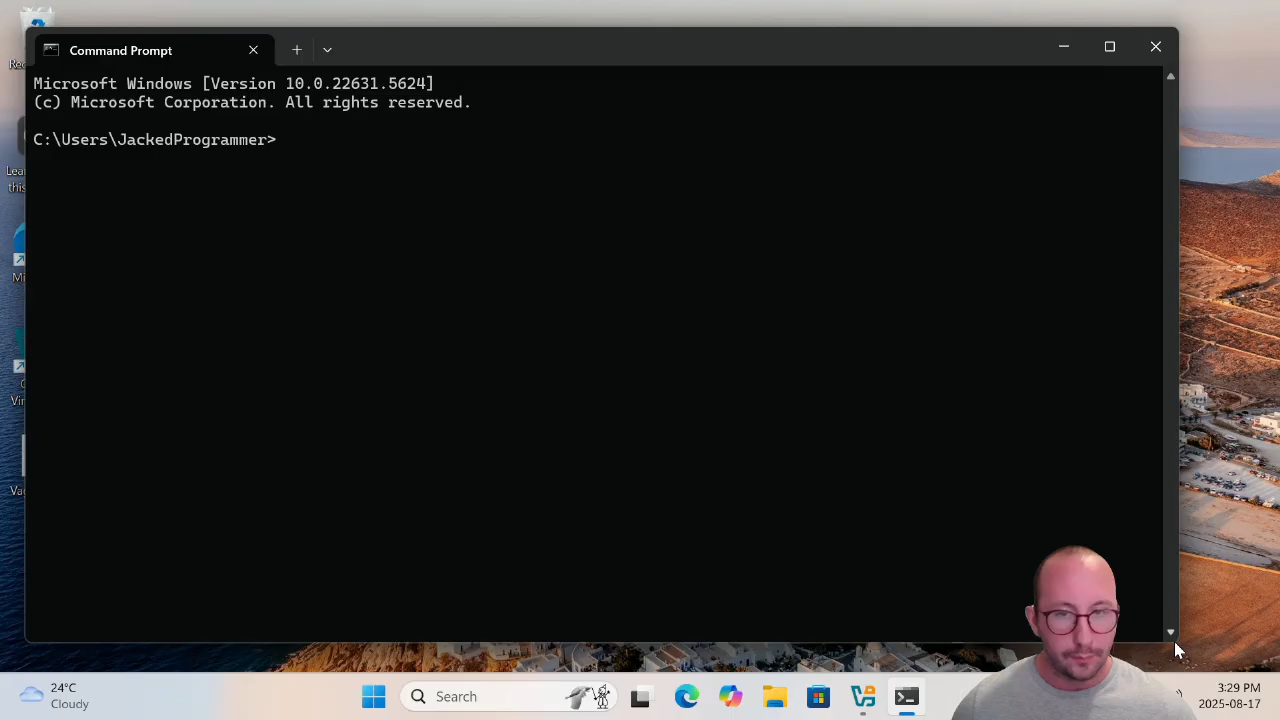 Command Prompt
Microsoft Windows [Version 10.0.22631.5624]
(c) Microsoft Corporation. All rights reserved.
C:\Users\JackedProgrammer>
24°C
Cloudy
Search
3:29 PM
2025-08-17